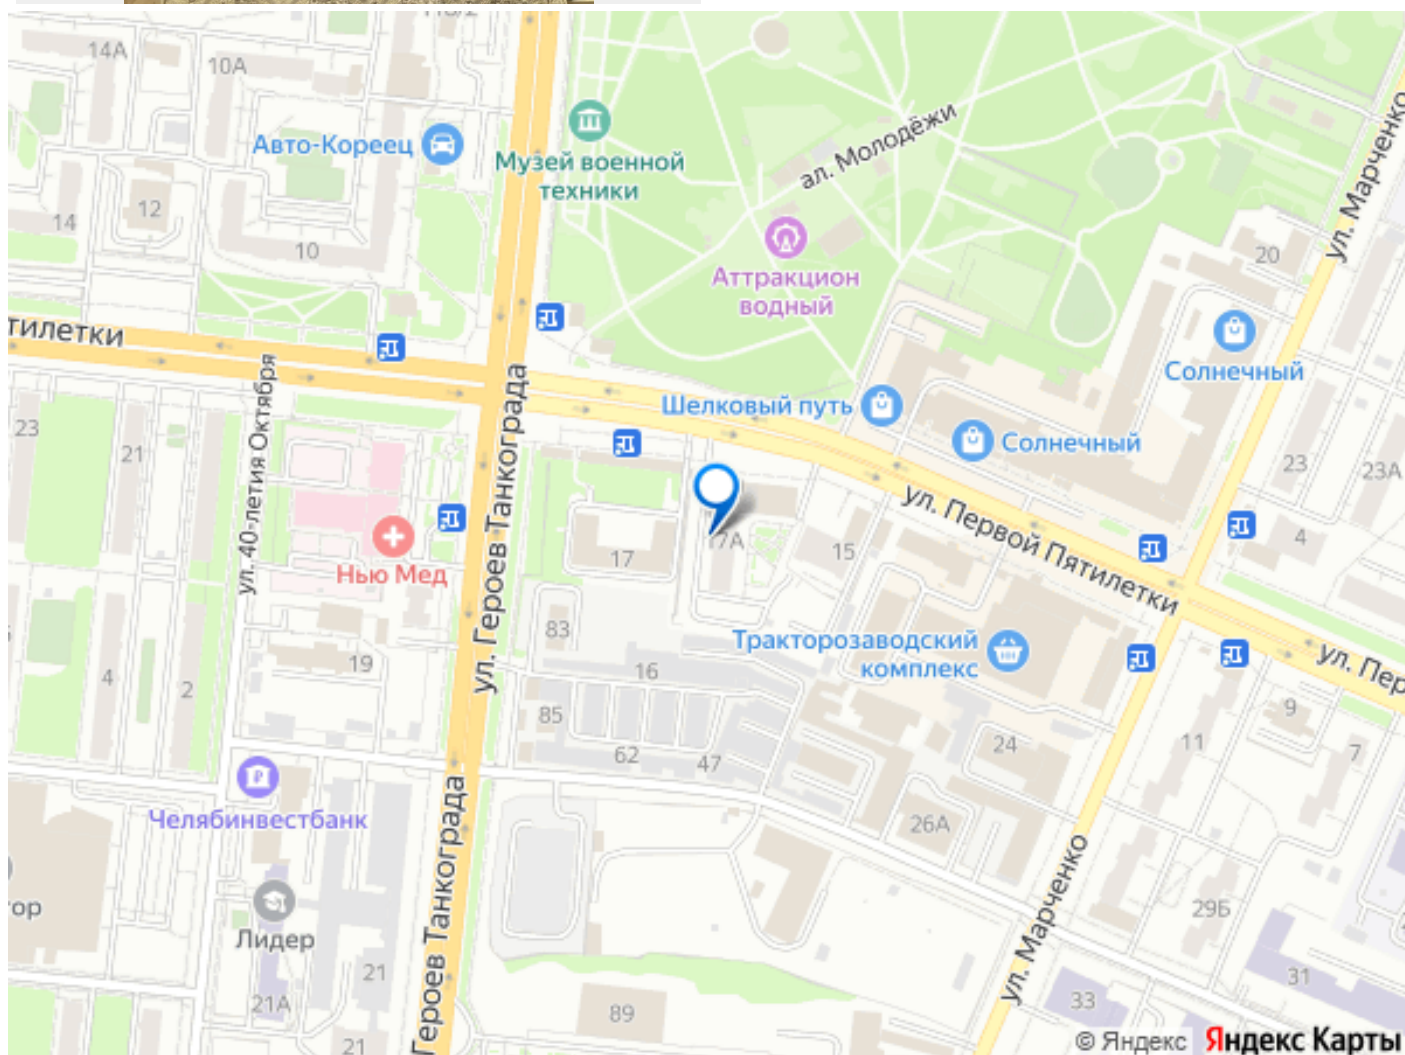 14А
10А
Авто-Кореец
Музей военной
техники
ал. Молодёжи
ул. Марченко
12
14
10
20
Аттракцион
водный
тилетки
Солнечный
Шелковый путь
Солнечный
23
21
ул. 40-летия Октября
ул. Героев Танкограда
23
23А
ул. Первой Пятилетки
4
17А
15
17
Нью Мед
83
Тракторозаводский
комплекс
ул. Пер
19
16
4
2
85
9
24
11
7
62
47
Челябинвестбанк
26А
Героев Танкограда
ул. Марченко
ор
29Б
Лидер
21
31
21А
33
89
21
© Яндекс Яндекс Карты